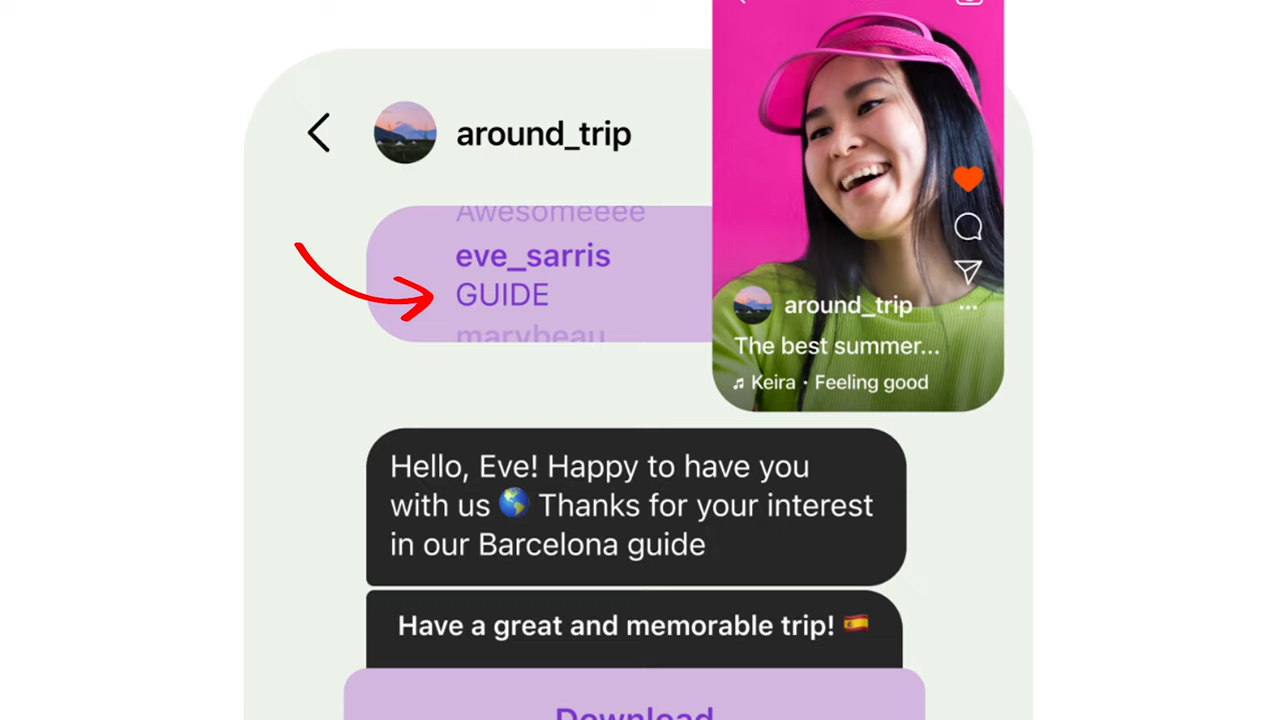 around_trip
Awesomeeee
eve_sarris
GUIDE
marybeau
around_trip
The best summer...
Keira · Feeling good
Hello, Eve! Happy to have you
with us 🌎 Thanks for your interest
in our Barcelona guide
Have a great and memorable trip! 🇪🇸
Download